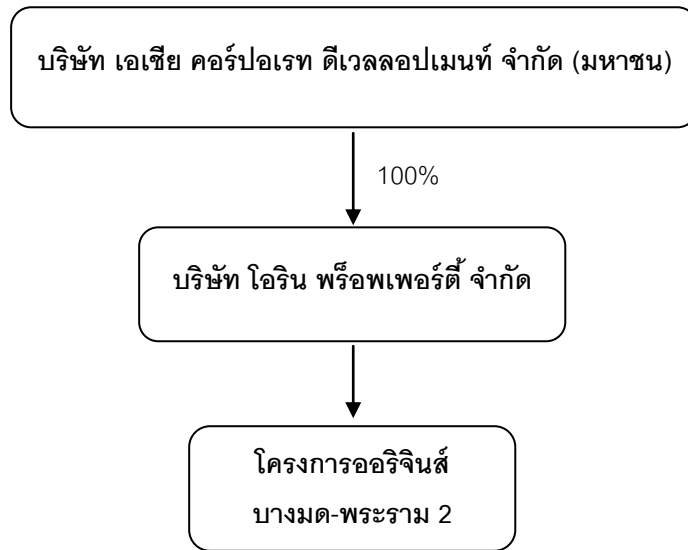 บริษัท เอเชีย คอร์ปอเรท ดีเวลลอปเมนท์ จำกัด (มหาชน)
100%
บริษัท โอริน พร็อพเพอร์ตี้ จำกัด
โครงการออริจินส์
บางมด-พระราม 2